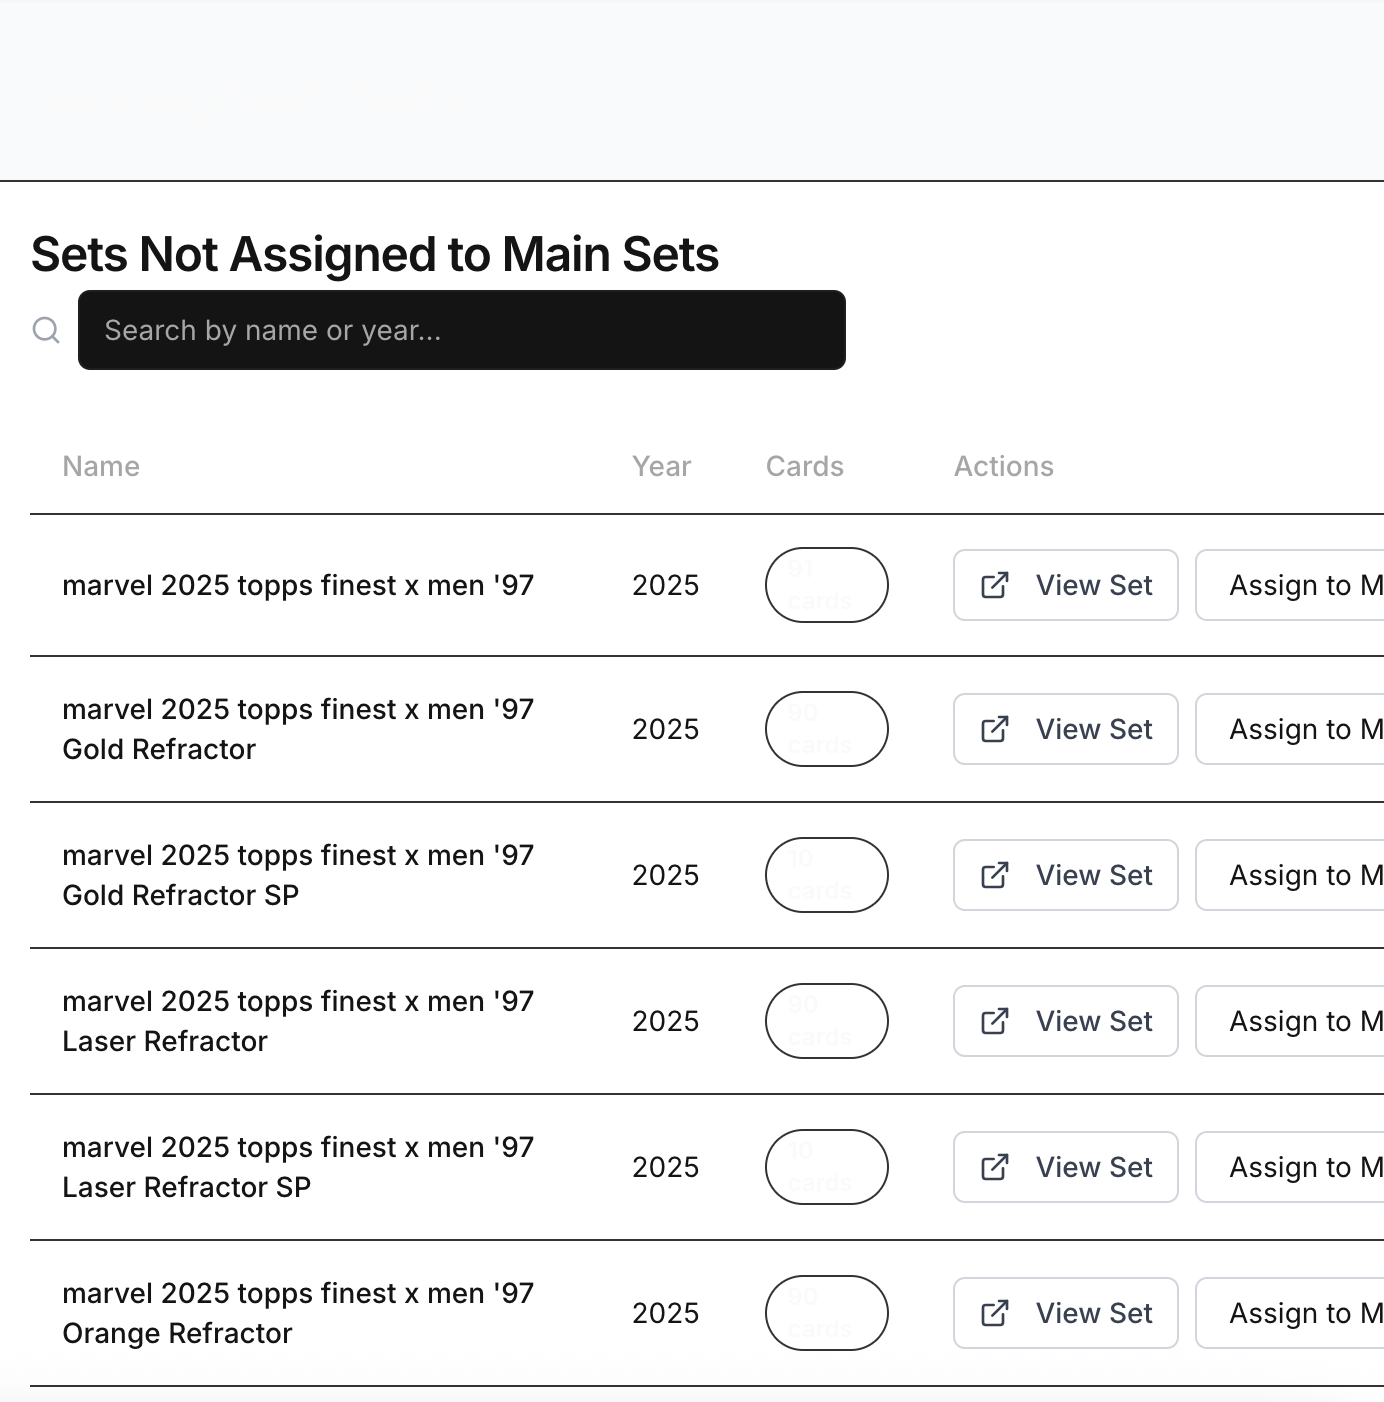 Sets Not Assigned to Main Sets
Search by name or year...
Name Year Cards Actions
marvel 2025 topps finest x men '97 2025 91 cards View Set Assign to M
marvel 2025 topps finest x men '97
Gold Refractor 2025 90 cards View Set Assign to M
marvel 2025 topps finest x men '97
Gold Refractor SP 2025 10 cards View Set Assign to M
marvel 2025 topps finest x men '97
Laser Refractor 2025 90 cards View Set Assign to M
marvel 2025 topps finest x men '97
Laser Refractor SP 2025 10 cards View Set Assign to M
marvel 2025 topps finest x men '97
Orange Refractor 2025 90 cards View Set Assign to M